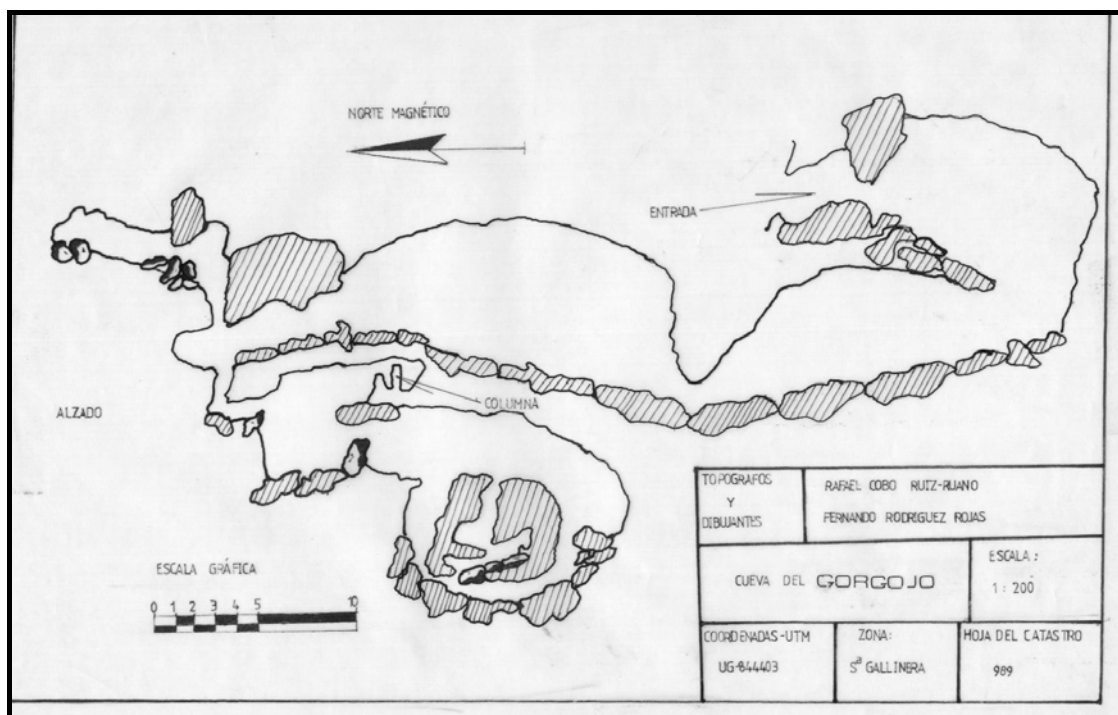 NORTE MAGNÉTICO
ENTRADA
COLUMNA
ALZADO
ESCALA GRÁFICA
0 1 2 3 4 5 10
TOPOGRAFOS
Y
DIBUJANTES
RAFAEL COBO RUIZ-RUANO
FERNANDO RODRIGUEZ ROJAS
CUEVA DEL GORGOJO
ESCALA:
1:200
COORDENADAS-UTM
UG-844403
ZONA:
Sª GALLINERA
HOJA DEL CATASTRO
989